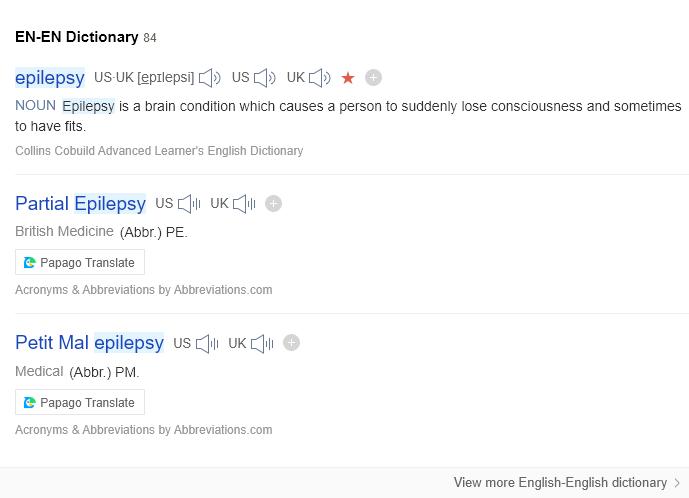 EN-EN Dictionary 84
epilepsy US·UK [epɪlepsi] US UK
NOUN Epilepsy is a brain condition which causes a person to suddenly lose consciousness and sometimes
to have fits.
Collins Cobuild Advanced Learner's English Dictionary
Partial Epilepsy US UK
British Medicine (Abbr.) PE.
Papago Translate
Acronyms & Abbreviations by Abbreviations.com
Petit Mal epilepsy US UK
Medical (Abbr.) PM.
Papago Translate
Acronyms & Abbreviations by Abbreviations.com
View more English-English dictionary